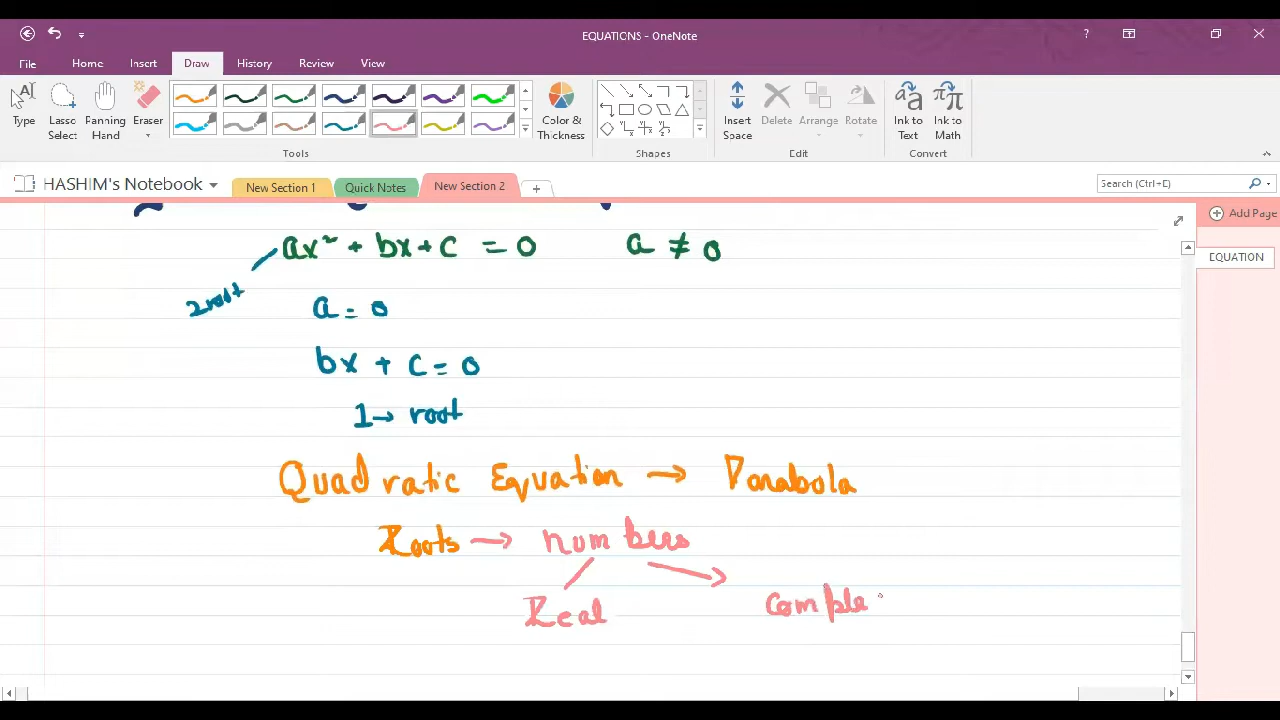 EQUATIONS - OneNote
File Home Insert Draw History Review View
Type
Lasso Select
Panning Hand
Eraser
Color & Thickness
Insert Space
Delete
Arrange
Rotate
Ink to Text
Ink to Math
Tools Shapes Edit Convert
HASHIM's Notebook New Section 1 Quick Notes New Section 2
Search (Ctrl+E)
Add Page
EQUATION
ax² + bx + c = 0 a ≠ 0
2 root
a = 0
bx + c = 0
1 → root
Quadratic Equation → Parabola
Roots → numbers
Real Comple